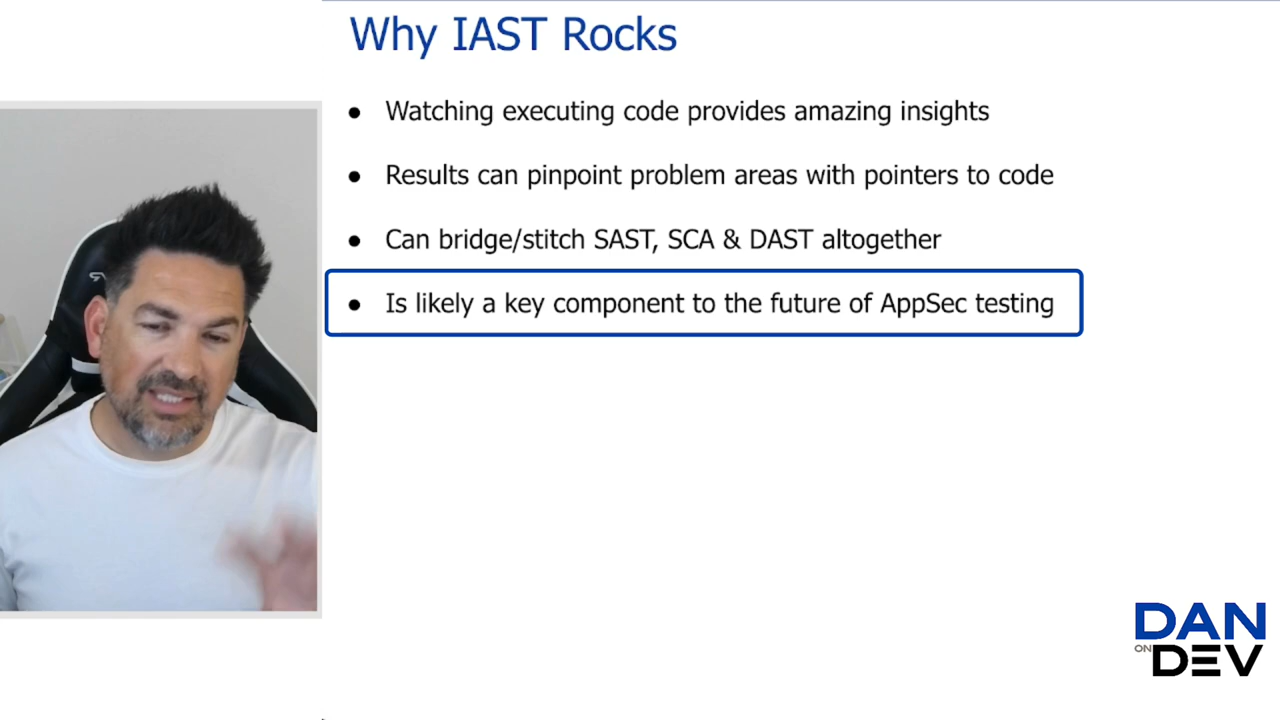 Why IAST Rocks
● Watching executing code provides amazing insights
● Results can pinpoint problem areas with pointers to code
● Can bridge/stitch SAST, SCA & DAST altogether
● Is likely a key component to the future of AppSec testing
DAN
ON DEV